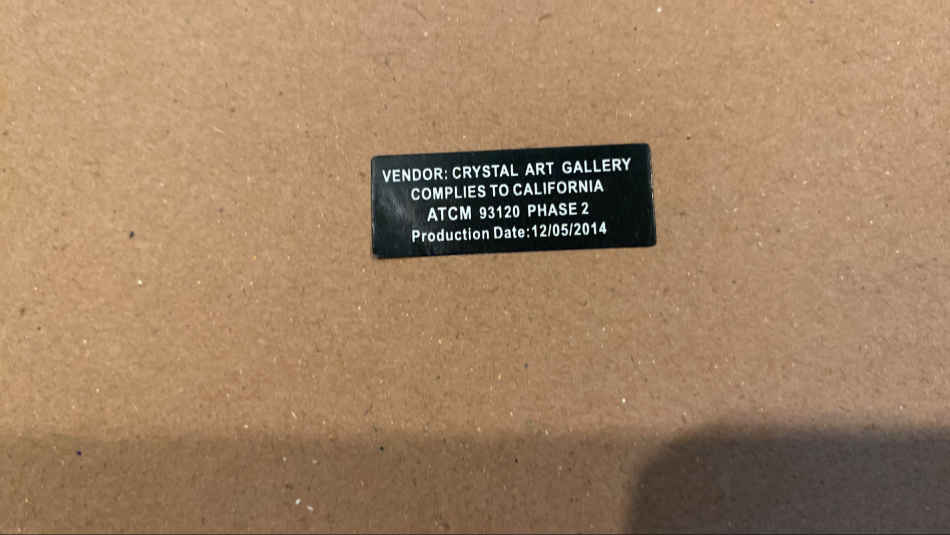 VENDOR: CRYSTAL ART GALLERY
COMPLIES TO CALIFORNIA
ATCM 93120 PHASE 2
Production Date:12/05/2014